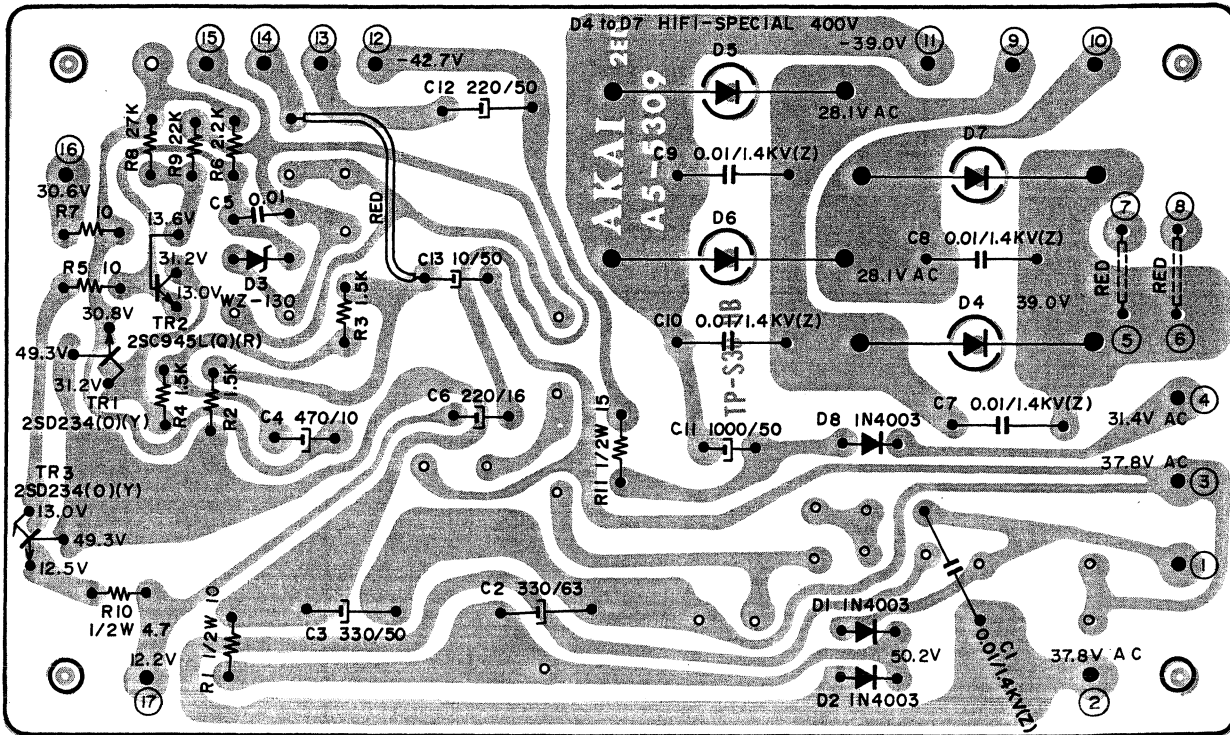 D4 to D7 HIFI-SPECIAL 400V
15
14
13
12
-42.7V
-39.0V
11
9
10
D5
AKAI
A5-5309
C12 220/50
28.1V AC
D7
R8 27K
R9 22K
R6 2.2K
16
30.6V
R7 10
13.6V
C5 0.01
RED
C9 0.01/1.4KV(Z)
D6
7
8
R5 10
31.2V
D3
WZ-130
13.0V
C13 10/50
28.1V AC
C8 0.01/1.4KV(Z)
RED
RED
30.8V
TR2
2SC945L(Q)(R)
R3 1.5K
39.0V
D4
5
6
C10 0.01/1.4KV(Z)
49.3V
31.2V
TR1
2SD234(O)(Y)
R4 1.5K
R2 1.5K
C4 470/10
C6 220/16
R11 1/2W 15
C11 1000/50
D8 1N4003
C7 0.01/1.4KV(Z)
4
31.4V AC
37.8V AC
3
TR3
2SD234(O)(Y)
13.0V
49.3V
12.5V
1
R10
1/2W 4.7
R1 1/2W 10
C3 330/50
C2 330/63
D1 1N4003
50.2V
D2 1N4003
C1
0.01/1.4KV(Z)
37.8V AC
2
12.2V
17